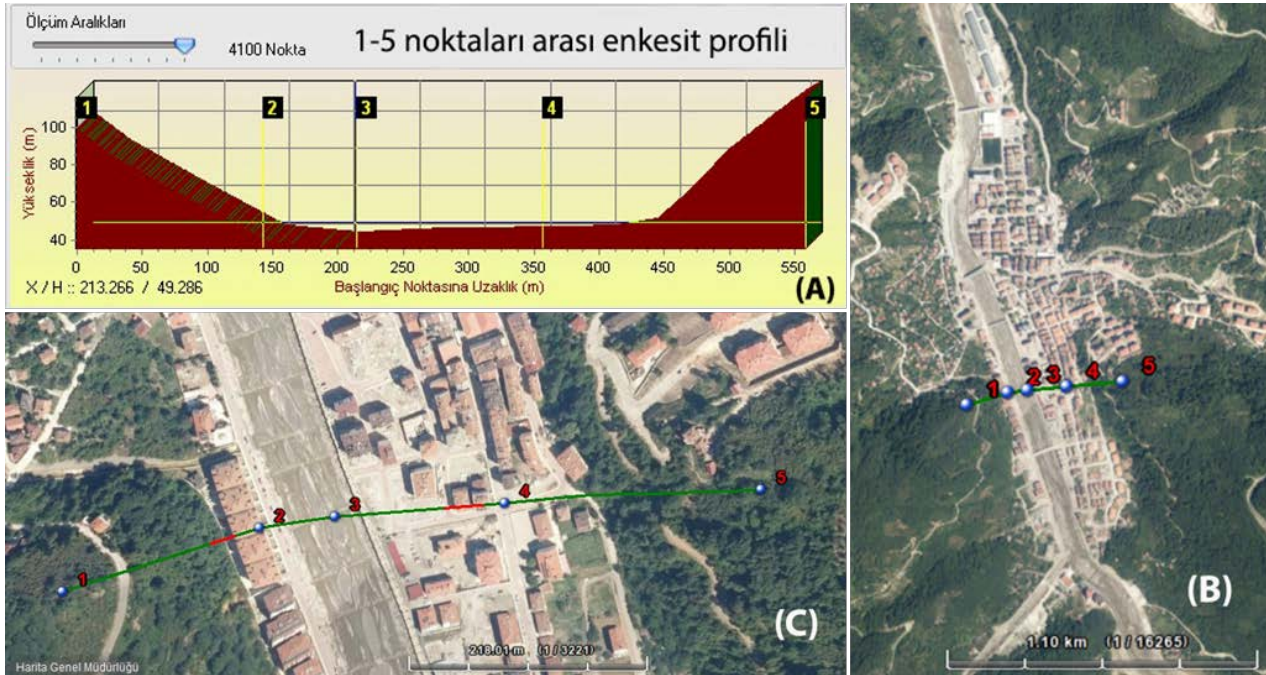 Ölçüm Aralıkları
4100 Nokta
1-5 noktaları arası enkesit profili
1 2 3 4 5
Yükseklik (m)
100
80
60
40
0 50 100 150 200 250 300 350 400 450 500 550
X / H :: 213.266 / 49.286
Başlangıç Noktasına Uzaklık (m)
(A)
1 2 3 4 5
1.10 km (1 / 16265)
(B)
1 2 3 4 5
218.01 m (1 / 3221)
Harita Genel Müdürlüğü
(C)